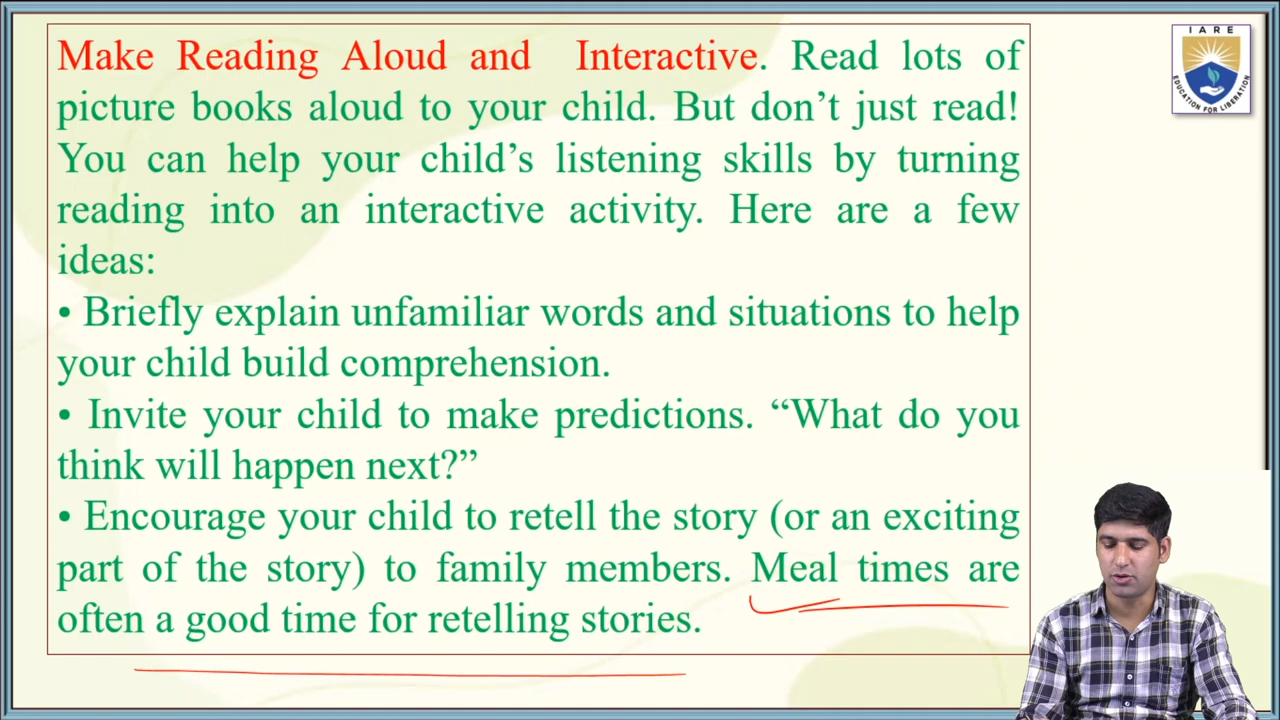 Make Reading Aloud and Interactive. Read lots of
picture books aloud to your child. But don’t just read!
You can help your child’s listening skills by turning
reading into an interactive activity. Here are a few
ideas:
• Briefly explain unfamiliar words and situations to help
your child build comprehension.
• Invite your child to make predictions. “What do you
think will happen next?”
• Encourage your child to retell the story (or an exciting
part of the story) to family members. Meal times are
often a good time for retelling stories.
IARE
EDUCATION FOR LIBERATION